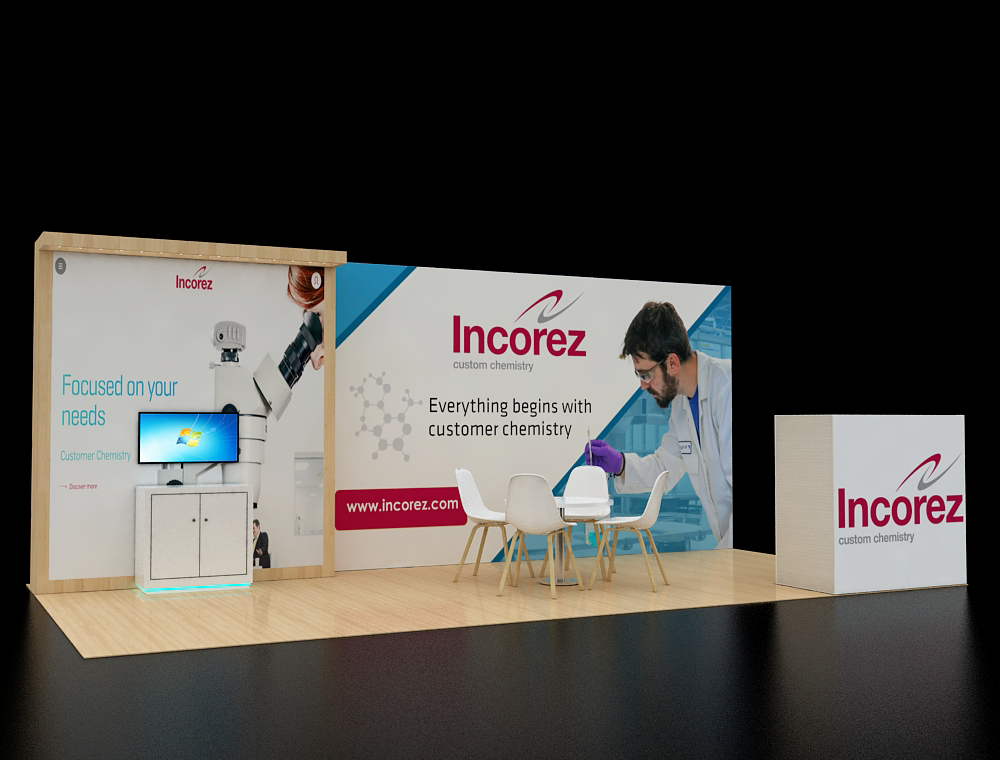 Incorez
Focused on your
needs
Customer Chemistry
→ Discover more
Incorez
custom chemistry
Everything begins with
customer chemistry
www.incorez.com
Incorez
custom chemistry